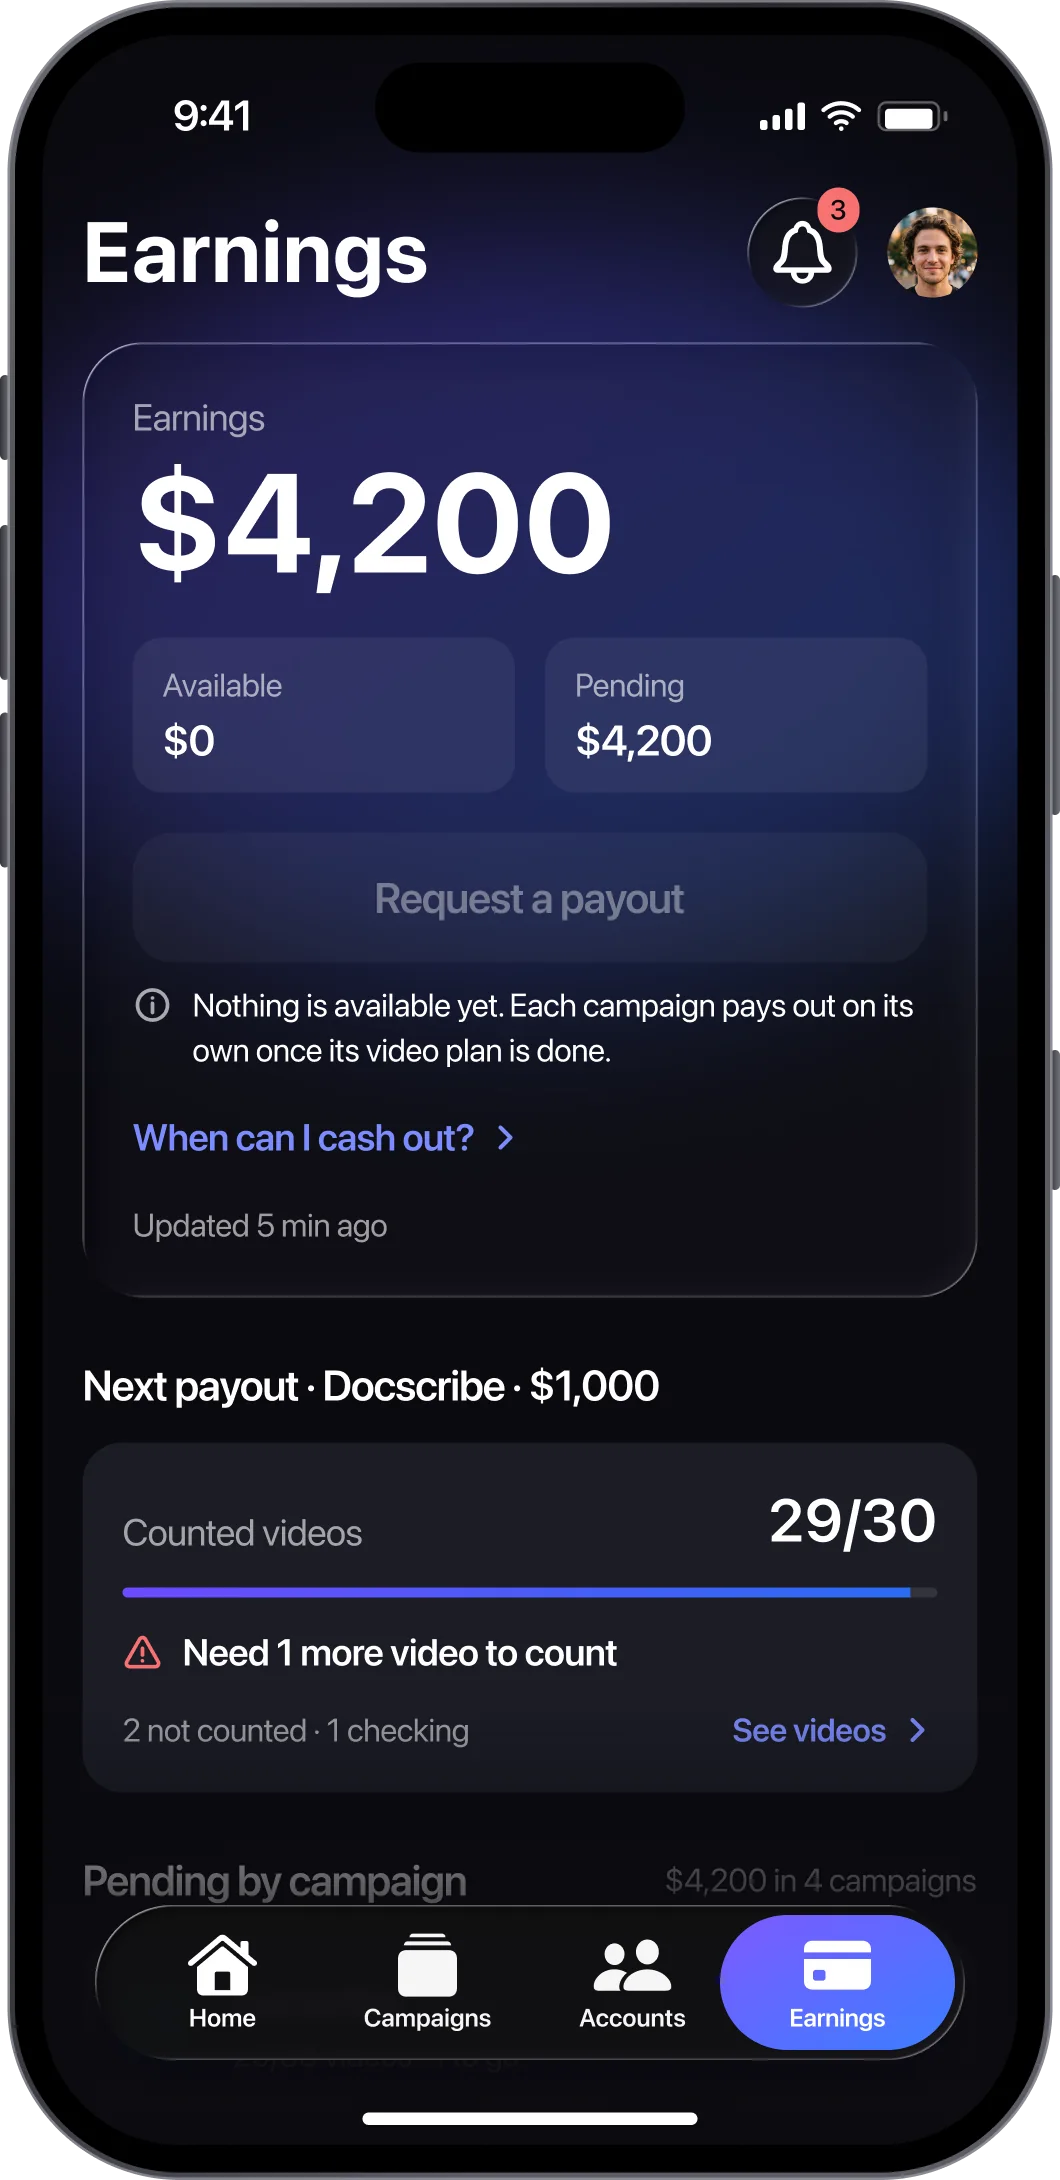 9:41
Earnings
3
Earnings
$4,200
Available
$0
Pending
$4,200
Request a payout
Nothing is available yet. Each campaign pays out on its
own once its video plan is done.
When can I cash out?
Updated 5 min ago
Next payout · Docscribe · $1,000
Counted videos
29/30
Need 1 more video to count
2 not counted · 1 checking
See videos
Pending by campaign
$4,200 in 4 campaigns
Home
Campaigns
Accounts
Earnings